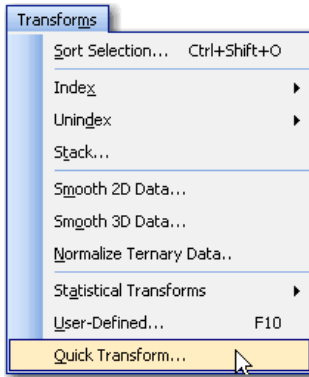 Transforms
Sort Selection... Ctrl+Shift+O
Index
Unindex
Stack...
Smooth 2D Data...
Smooth 3D Data...
Normalize Ternary Data..
Statistical Transforms
User-Defined... F10
Quick Transform...